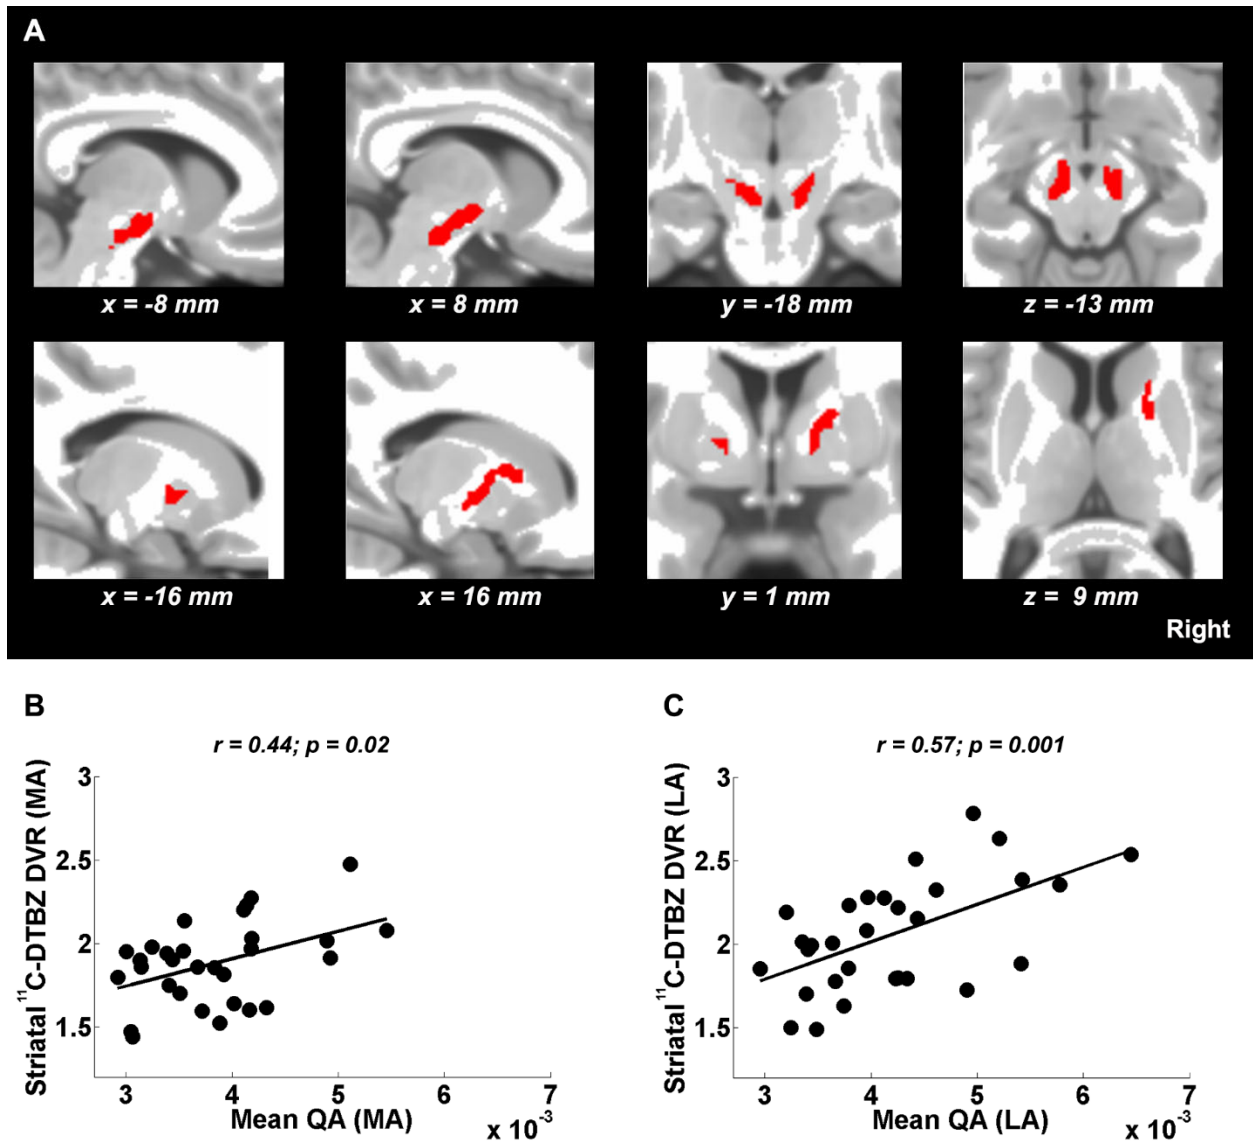 A
x = -8 mm
x = 8 mm
y = -18 mm
z = -13 mm
x = -16 mm
x = 16 mm
y = 1 mm
z = 9 mm
Right
B
r = 0.44; p = 0.02
Striatal ¹¹C-DTBZ DVR (MA)
3
2.5
2
1.5
3 4 5 6 7
Mean QA (MA)
x 10⁻³
C
r = 0.57; p = 0.001
Striatal ¹¹C-DTBZ DVR (LA)
3
2.5
2
1.5
3 4 5 6 7
Mean QA (LA)
x 10⁻³